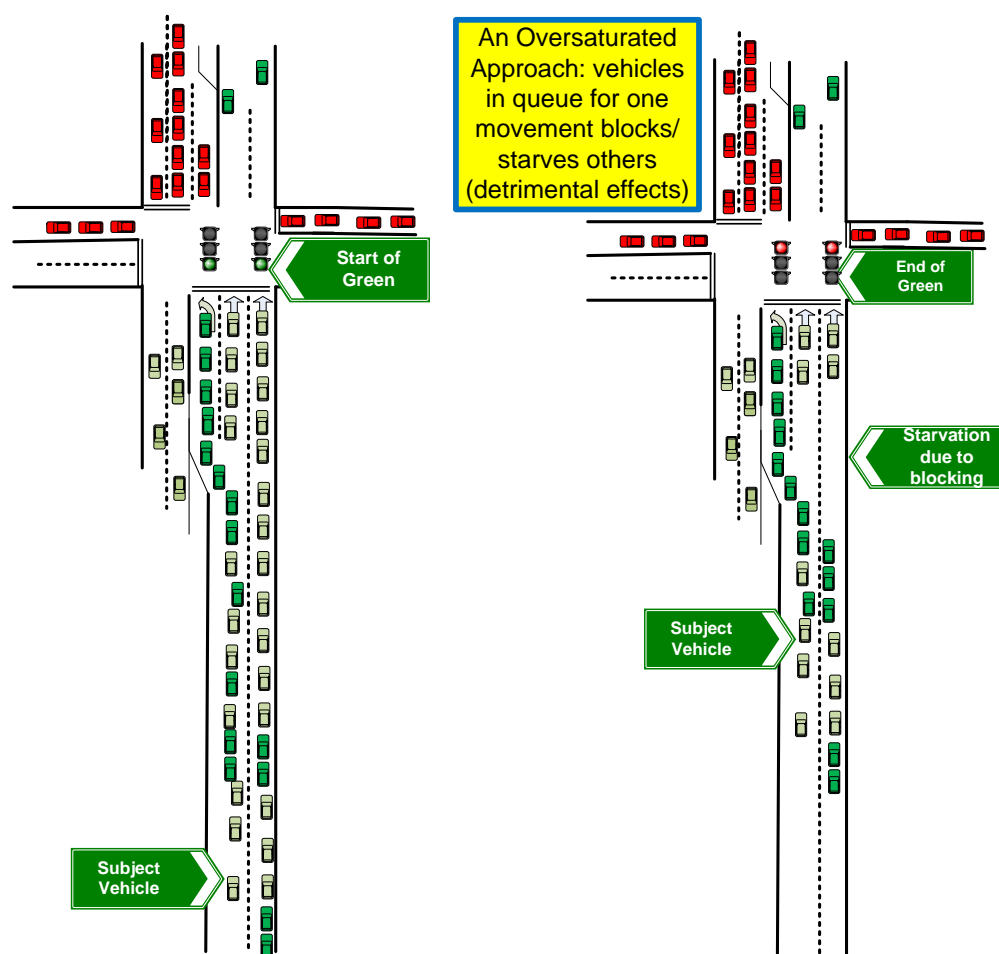 An Oversaturated
Approach: vehicles
in queue for one
movement blocks/
starves others
(detrimental effects)
Start of
Green
End of
Green
Starvation
due to
blocking
Subject
Vehicle
Subject
Vehicle